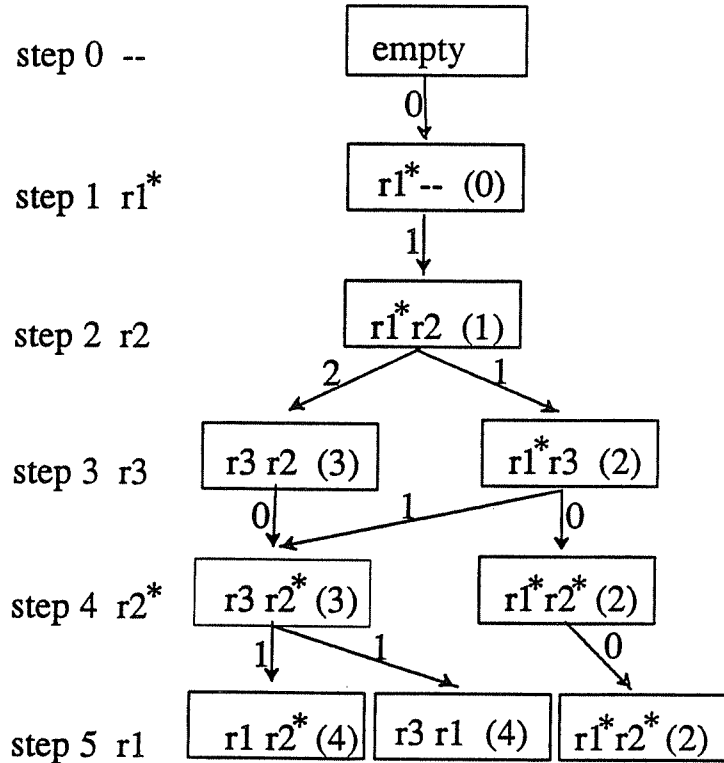 step 0 -- empty
0
step 1 r1* r1*-- (0)
1
step 2 r2 r1*r2 (1)
2 1
step 3 r3 r3 r2 (3) r1*r3 (2)
0 1 0
step 4 r2* r3 r2* (3) r1*r2* (2)
1 1 0
step 5 r1 r1 r2* (4) r3 r1 (4) r1*r2* (2)